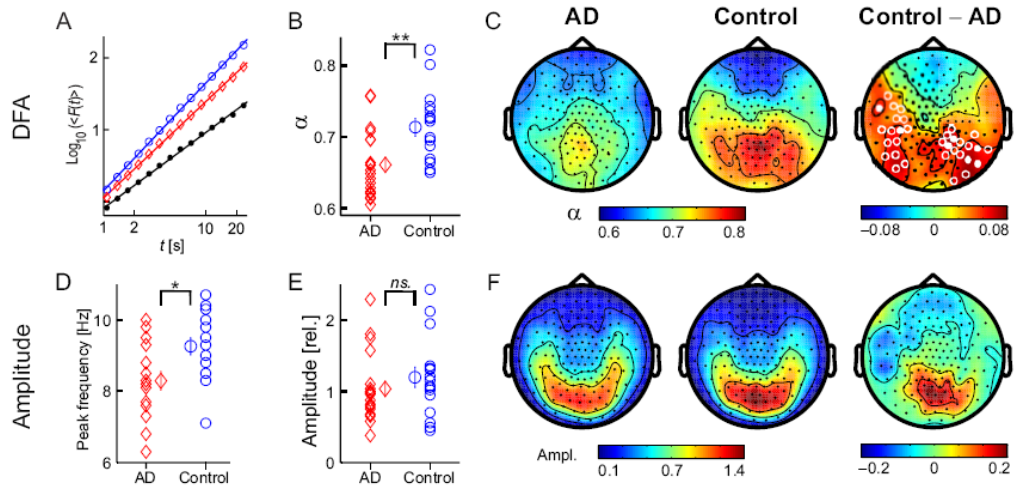 A
B
C
AD
Control
Control – AD
DFA
Log10 (<F(t)>)
2
1
1
2
10
20
t [s]
α
0.8
0.7
0.6
AD
Control
**
α
0.6
0.7
0.8
−0.08
0
0.08
D
E
F
Amplitude
Peak frequency [Hz]
10
8
6
AD
Control
*
Amplitude [rel.]
2
1
0
AD
Control
ns.
Ampl.
0.1
0.7
1.4
−0.2
0
0.2